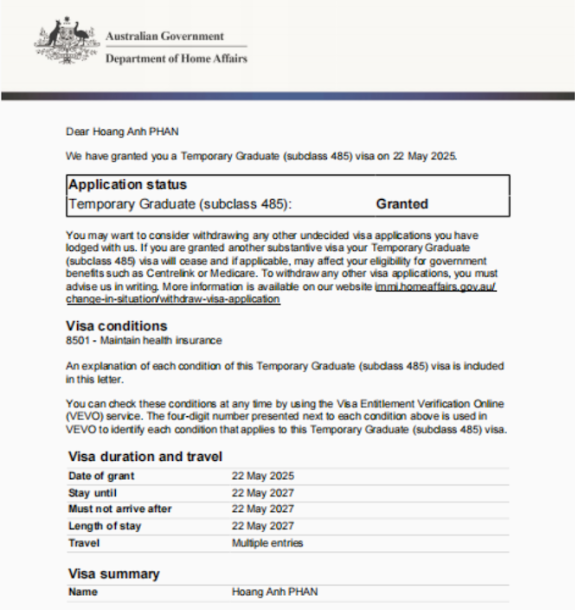 Australian Government
Department of Home Affairs
Dear Hoang Anh PHAN
We have granted you a Temporary Graduate (subclass 485) visa on 22 May 2025.
Application status
Temporary Graduate (subclass 485): Granted
You may want to consider withdrawing any other undecided visa applications you have
lodged with us. If you are granted another substantive visa your Temporary Graduate
(subclass 485) visa will cease and if applicable, may affect your eligibility for government
benefits such as Centrelink or Medicare. To withdraw any other visa applications, you must
advise us in writing. More information is available on our website immi.homeaffairs.gov.au/
change-in-situation/withdraw-visa-application
Visa conditions
8501 - Maintain health insurance
An explanation of each condition of this Temporary Graduate (subclass 485) visa is included
in this letter.
You can check these conditions at any time by using the Visa Entitlement Verification Online
(VEVO) service. The four-digit number presented next to each condition above is used in
VEVO to identify each condition that applies to this Temporary Graduate (subclass 485) visa.
Visa duration and travel
Date of grant 22 May 2025
Stay until 22 May 2027
Must not arrive after 22 May 2027
Length of stay 22 May 2027
Travel Multiple entries
Visa summary
Name Hoang Anh PHAN